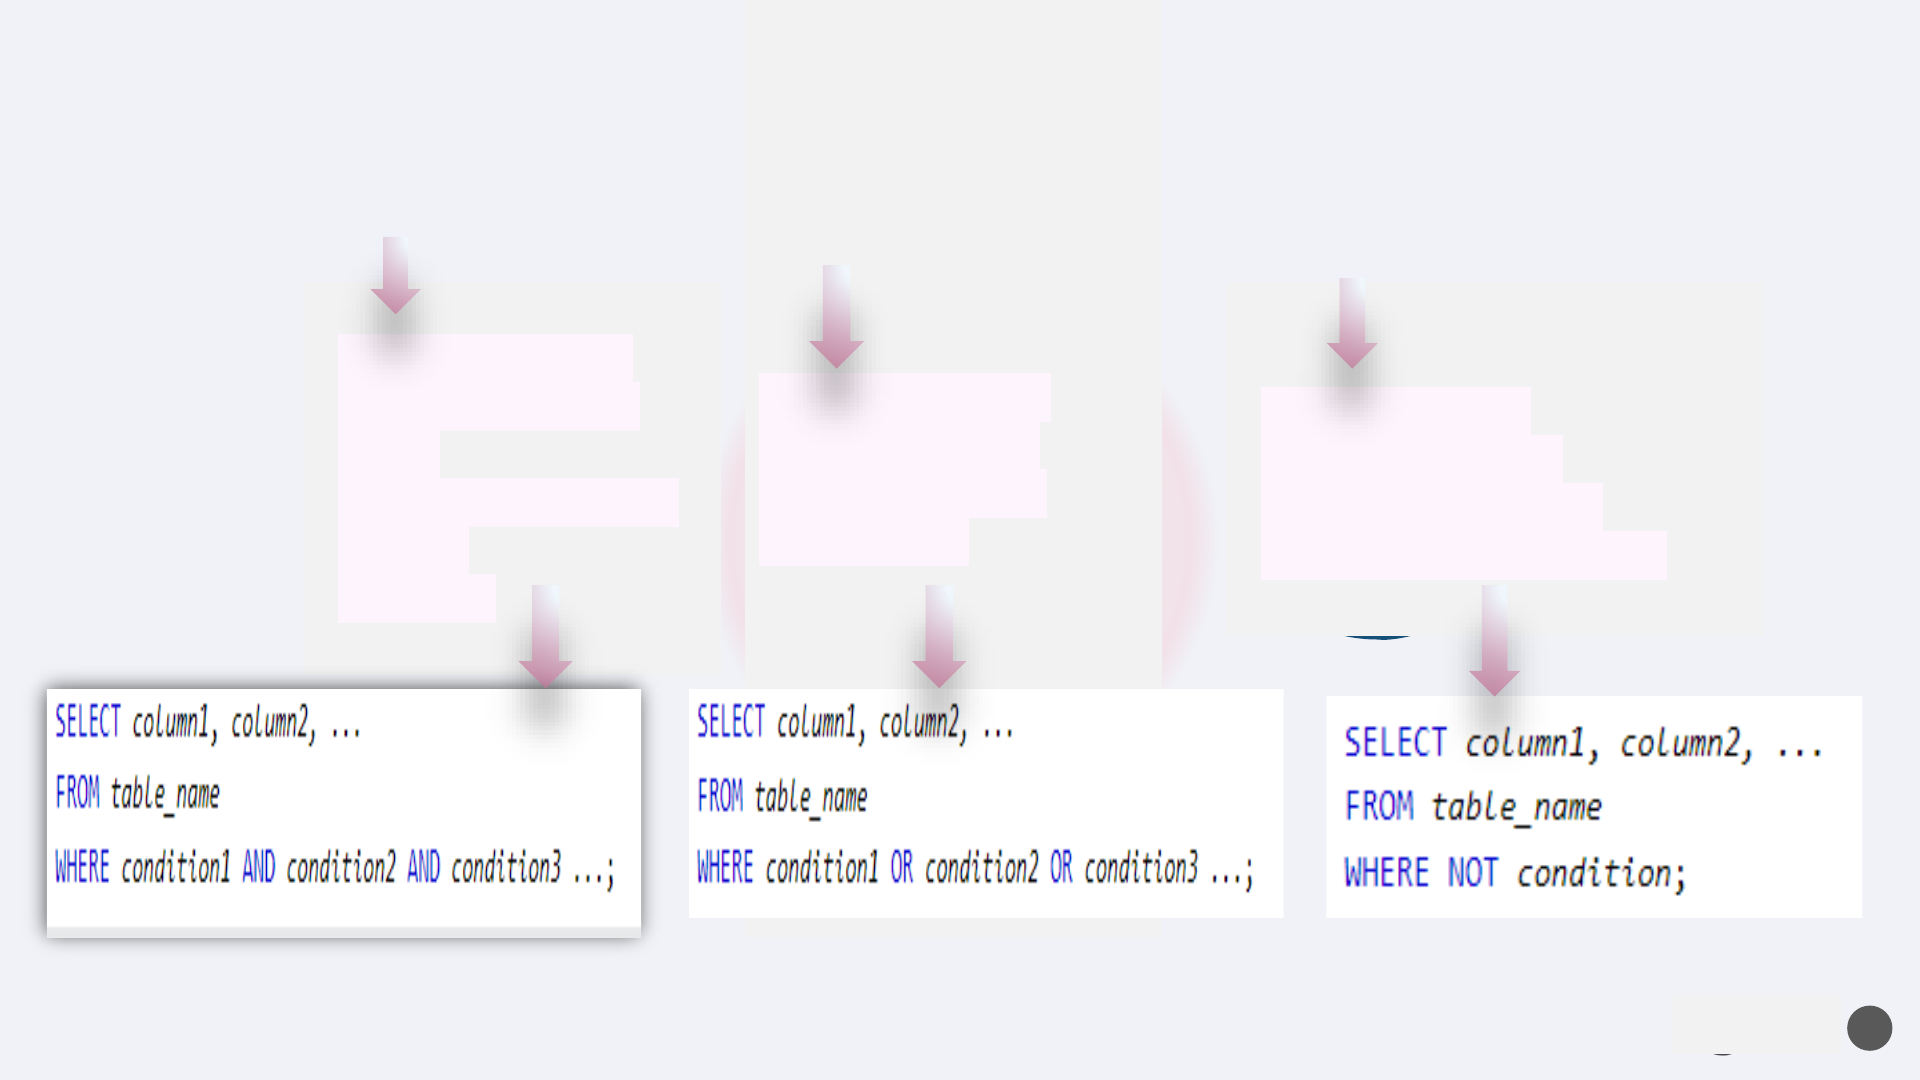 SELECT column1, column2, ...
FROM table_name
WHERE condition1 AND condition2 AND condition3 ...;
SELECT column1, column2, ...
FROM table_name
WHERE condition1 OR condition2 OR condition3 ...;
SELECT column1, column2, ...
FROM table_name
WHERE NOT condition;